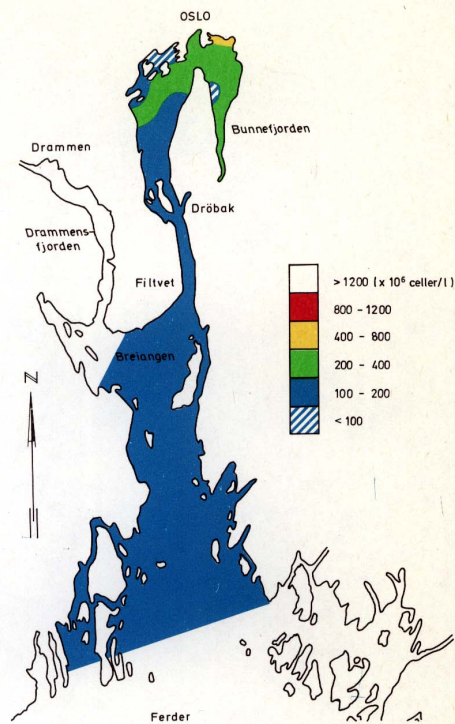 OSLO
Bunnefjorden
Drammen
Dröbak
Drammens-
fjorden
Filtvet
Breiangen
N
> 1200 (x 10⁶ celler/l)
800 - 1200
400 - 800
200 - 400
100 - 200
< 100
Ferder